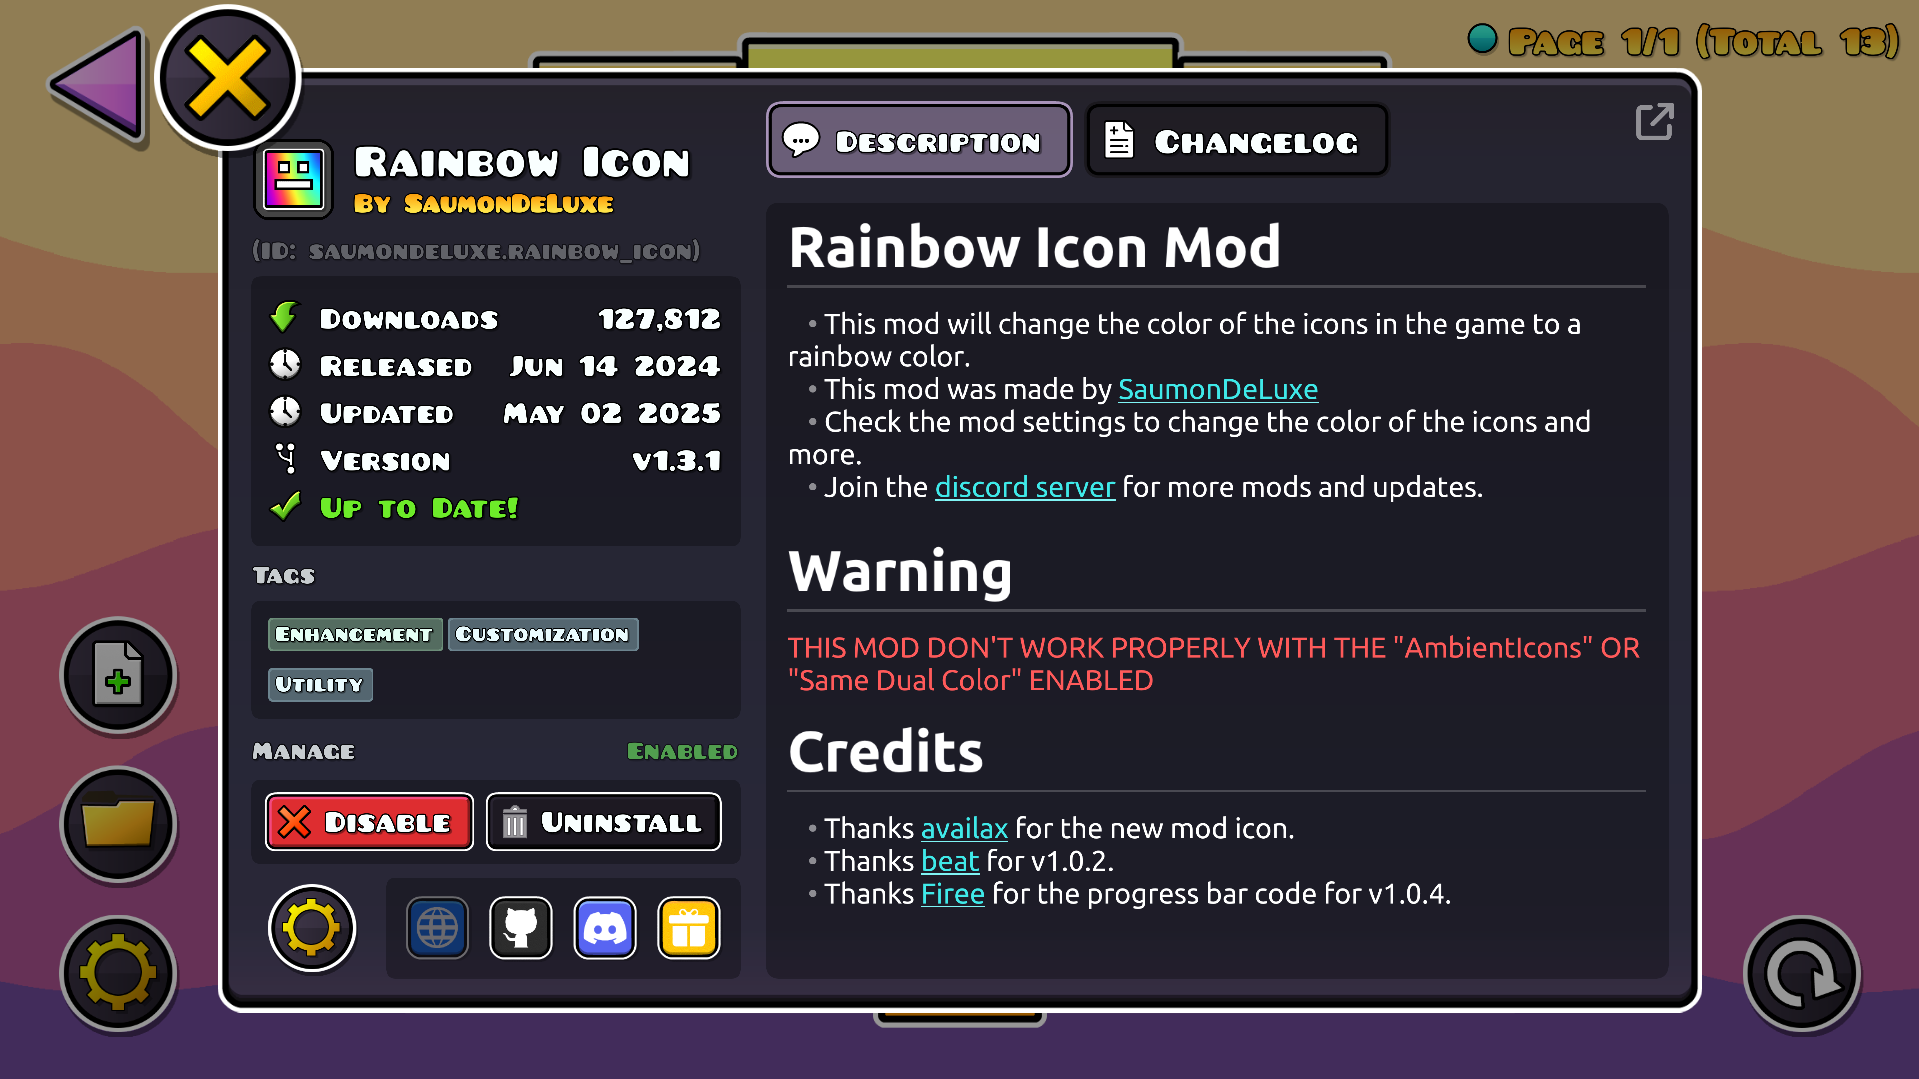 Page 1/1 (Total 13)
Rainbow Icon
By SaumonDeLuxe
(ID: saumondeluxe.rainbow_icon)
Downloads 127,812
Released Jun 14 2024
Updated May 02 2025
Version v1.3.1
Up to Date!
Tags
Enhancement Customization
Utility
Manage Enabled
Disable Uninstall
Description Changelog
Rainbow Icon Mod
• This mod will change the color of the icons in the game to a
rainbow color.
• This mod was made by SaumonDeLuxe
• Check the mod settings to change the color of the icons and
more.
• Join the discord server for more mods and updates.
Warning
THIS MOD DON'T WORK PROPERLY WITH THE "AmbientIcons" OR
"Same Dual Color" ENABLED
Credits
• Thanks availax for the new mod icon.
• Thanks beat for v1.0.2.
• Thanks Firee for the progress bar code for v1.0.4.